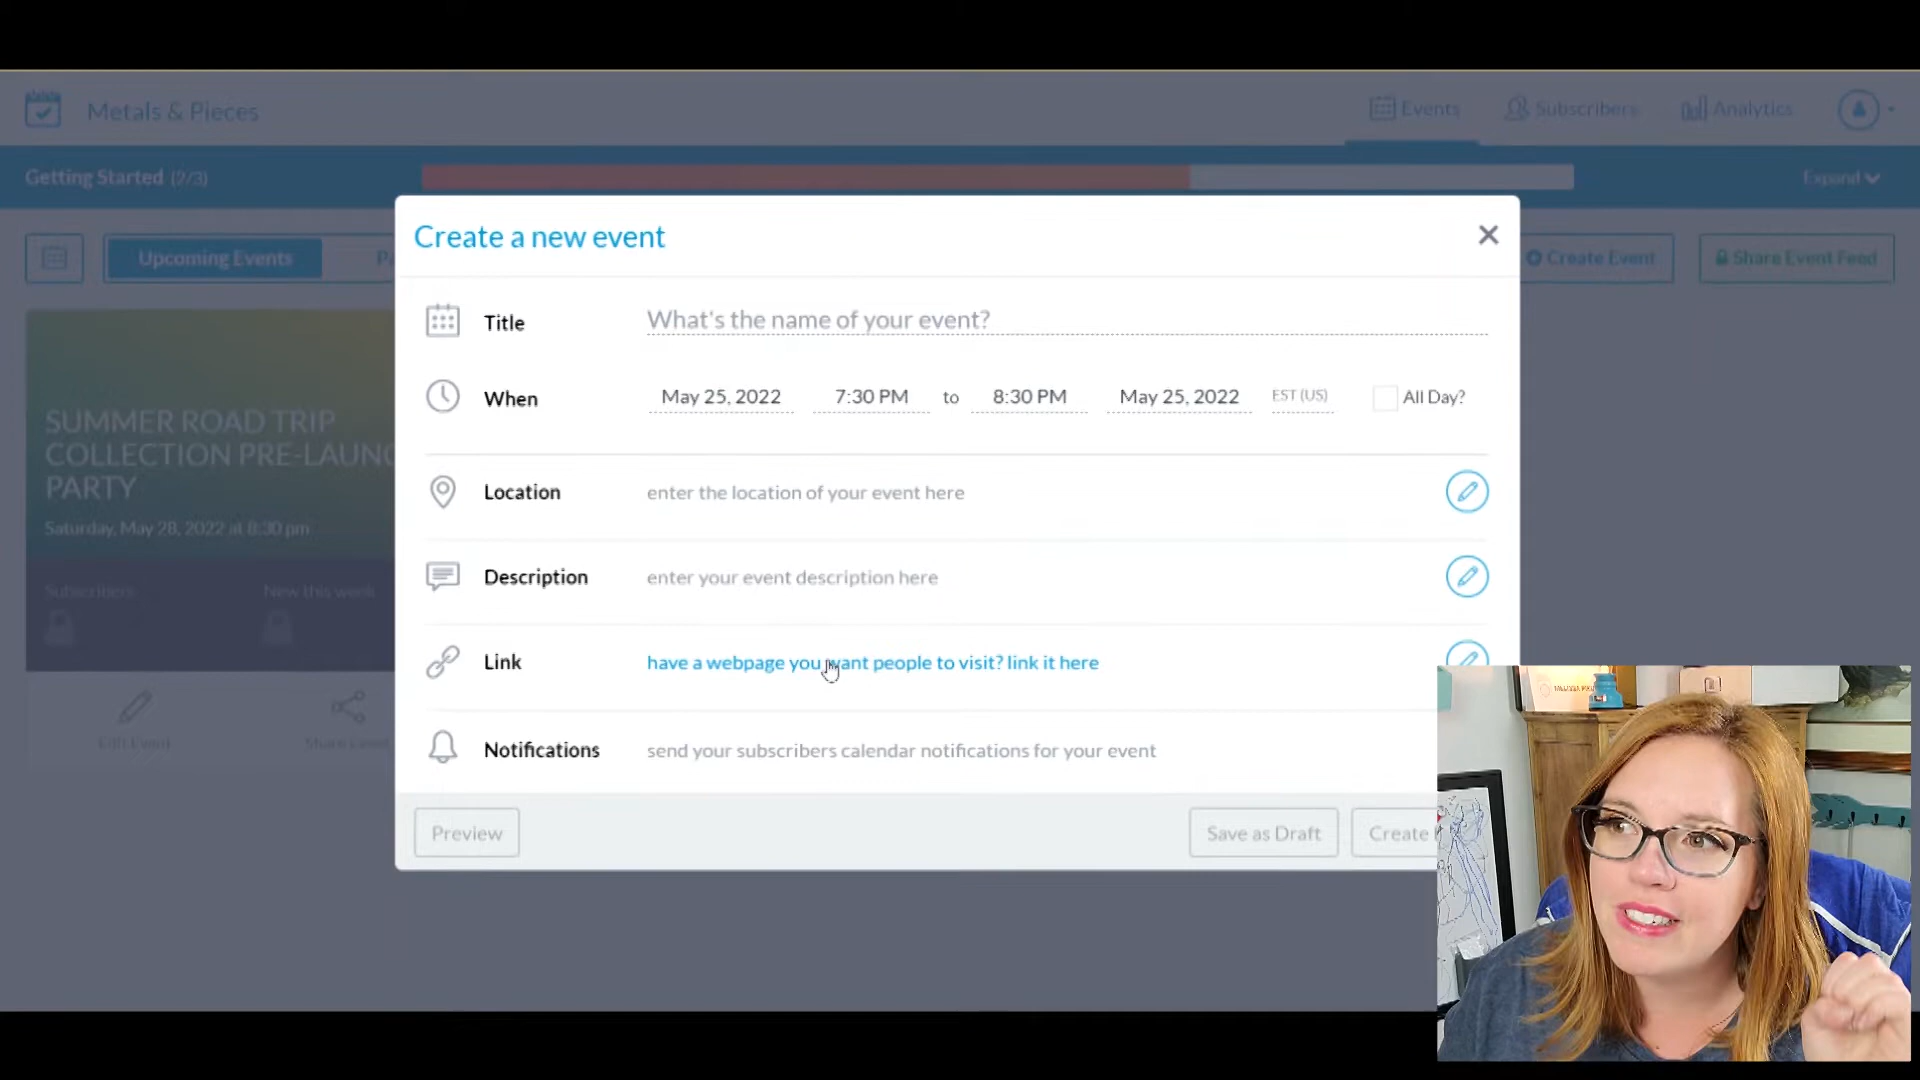 Metals & Pieces
Events
Subscribers
Analytics
Getting Started (2/3)
Expand
Upcoming Events
Create Event
Share Event Feed
SUMMER ROAD TRIP
COLLECTION PRE-LAUNC
PARTY
Saturday, May 28, 2022 at 8:30 pm
Subscribers
New this week
Edit Event
Share Event
Create a new event
Title
What's the name of your event?
When
May 25, 2022
7:30 PM
to
8:30 PM
May 25, 2022
EST (US)
All Day?
Location
enter the location of your event here
Description
enter your event description here
Link
have a webpage you want people to visit? link it here
Notifications
send your subscribers calendar notifications for your event
Preview
Save as Draft
Create